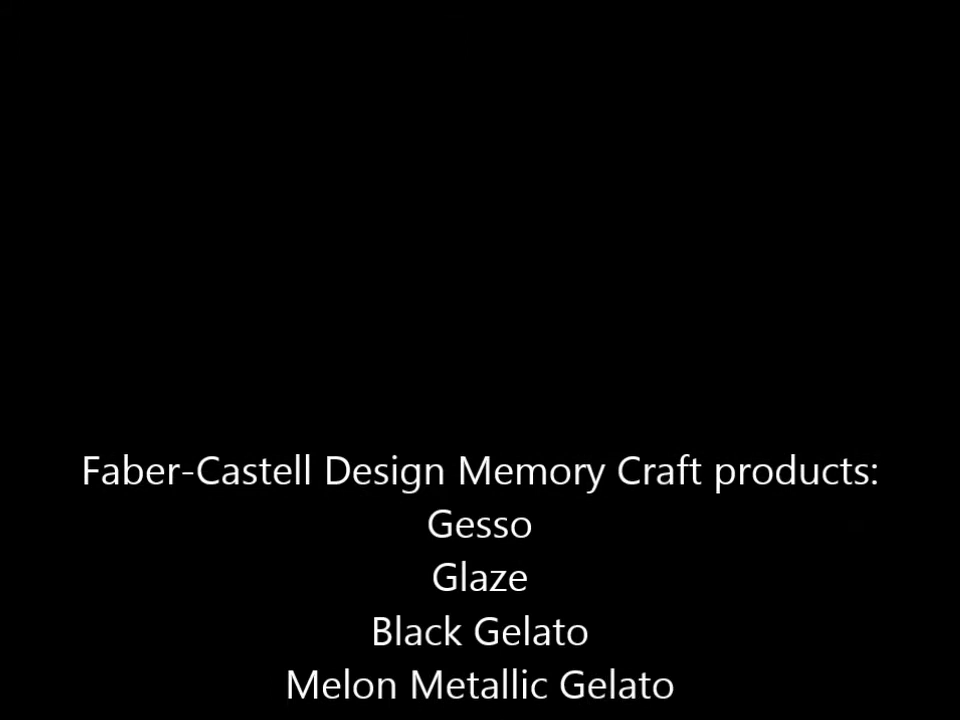 Faber-Castell Design Memory Craft products:
Gesso
Glaze
Black Gelato
Melon Metallic Gelato